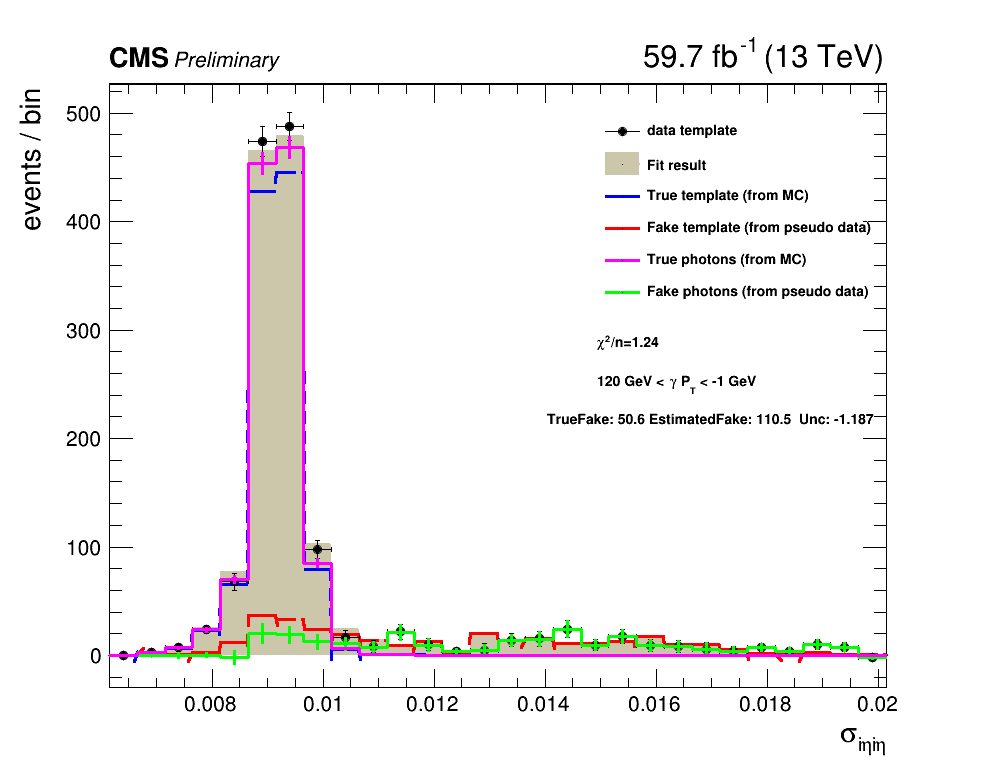 CMS Preliminary 59.7 fb⁻¹ (13 TeV)
events / bin
500
400
300
200
100
0
data template
Fit result
True template (from MC)
Fake template (from pseudo data)
True photons (from MC)
Fake photons (from pseudo data)
χ²/n=1.24
120 GeV < γ P_T < -1 GeV
TrueFake: 50.6 EstimatedFake: 110.5 Unc: -1.187
0.008 0.01 0.012 0.014 0.016 0.018 0.02
σ_iηiη